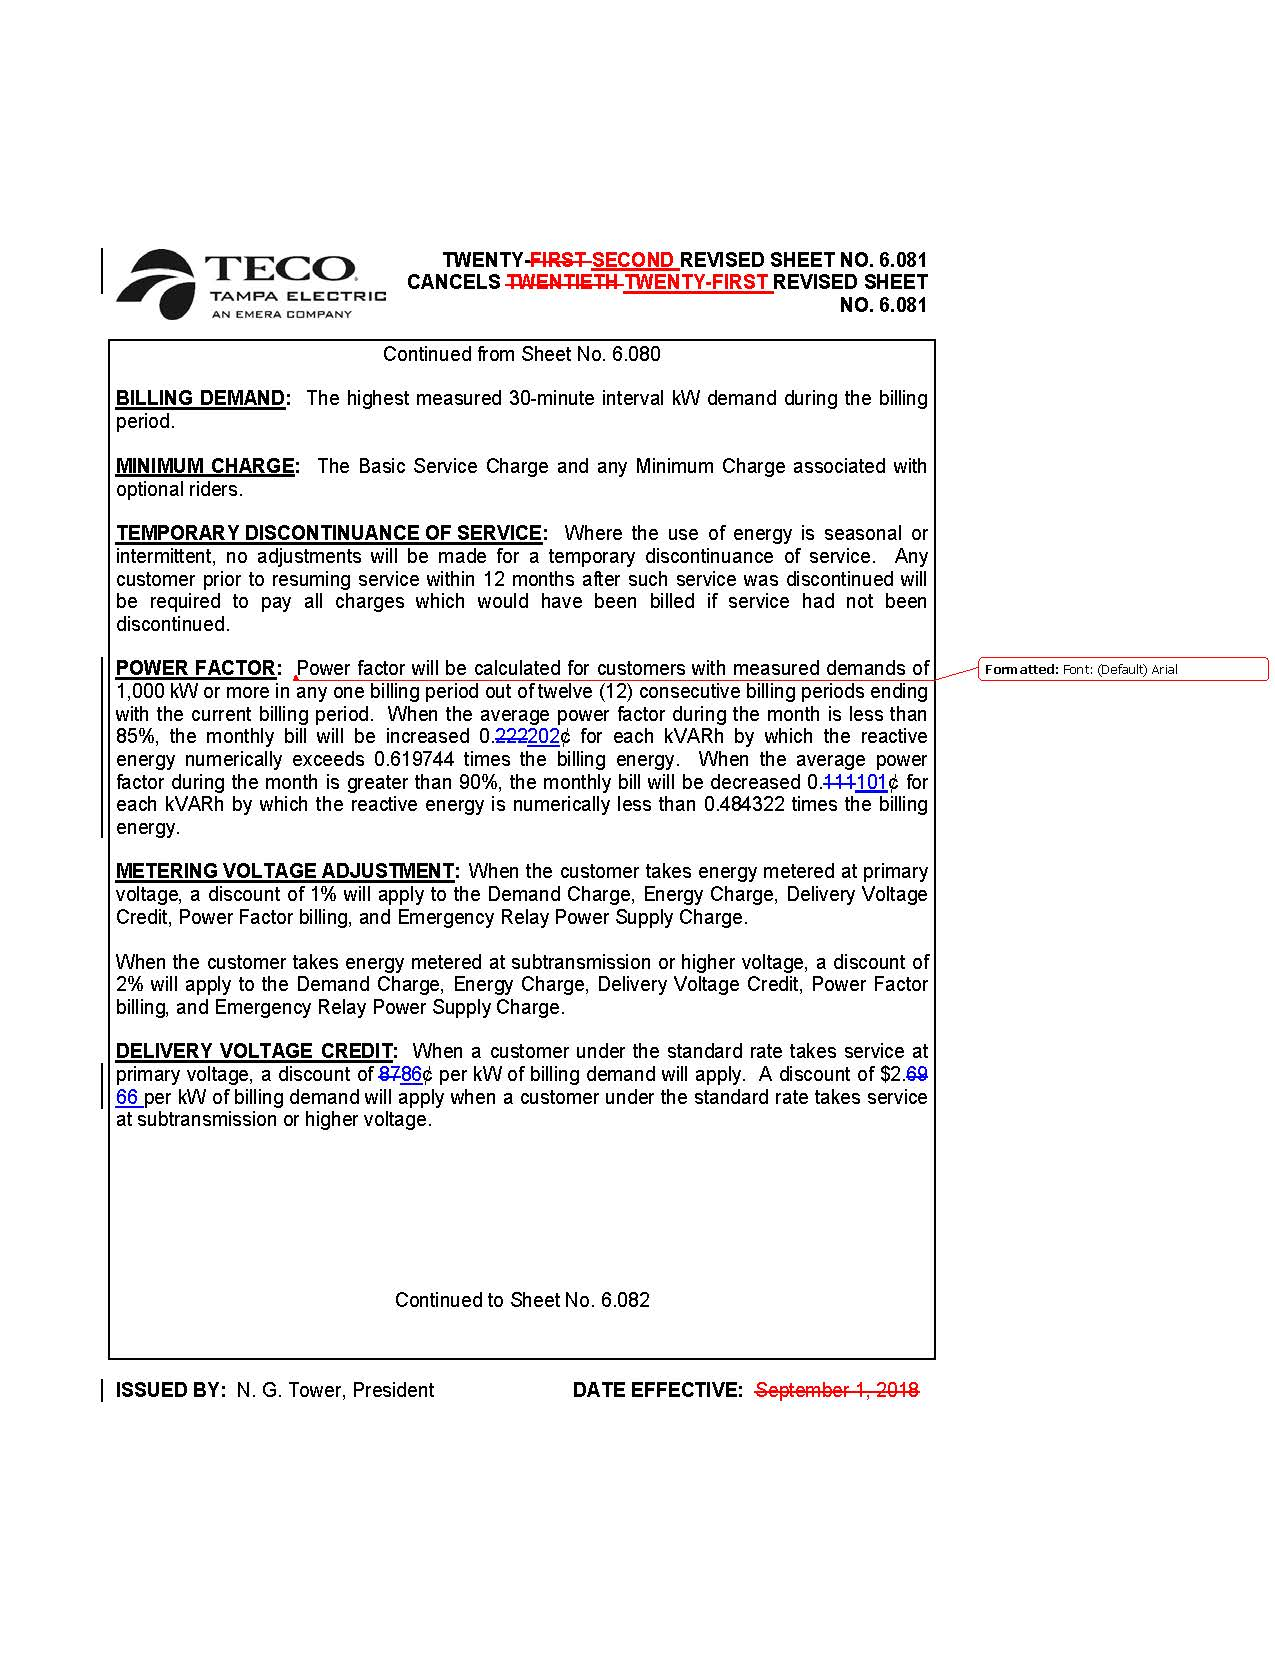 TECO
TAMPA ELECTRIC
AN EMERA COMPANY
TWENTY-FIRST SECOND REVISED SHEET NO. 6.081
CANCELS TWENTIETH TWENTY-FIRST REVISED SHEET
NO. 6.081
Continued from Sheet No. 6.080
BILLING DEMAND: The highest measured 30-minute interval kW demand during the billing
period.
MINIMUM CHARGE: The Basic Service Charge and any Minimum Charge associated with
optional riders.
TEMPORARY DISCONTINUANCE OF SERVICE: Where the use of energy is seasonal or
intermittent, no adjustments will be made for a temporary discontinuance of service. Any
customer prior to resuming service within 12 months after such service was discontinued will
be required to pay all charges which would have been billed if service had not been
discontinued.
POWER FACTOR: Power factor will be calculated for customers with measured demands of
1,000 kW or more in any one billing period out of twelve (12) consecutive billing periods ending
with the current billing period. When the average power factor during the month is less than
85%, the monthly bill will be increased 0.222202¢ for each kVARh by which the reactive
energy numerically exceeds 0.619744 times the billing energy. When the average power
factor during the month is greater than 90%, the monthly bill will be decreased 0.111101¢ for
each kVARh by which the reactive energy is numerically less than 0.484322 times the billing
energy.
Formatted: Font: (Default) Arial
METERING VOLTAGE ADJUSTMENT: When the customer takes energy metered at primary
voltage, a discount of 1% will apply to the Demand Charge, Energy Charge, Delivery Voltage
Credit, Power Factor billing, and Emergency Relay Power Supply Charge.
When the customer takes energy metered at subtransmission or higher voltage, a discount of
2% will apply to the Demand Charge, Energy Charge, Delivery Voltage Credit, Power Factor
billing, and Emergency Relay Power Supply Charge.
DELIVERY VOLTAGE CREDIT: When a customer under the standard rate takes service at
primary voltage, a discount of 8786¢ per kW of billing demand will apply. A discount of $2.69
66 per kW of billing demand will apply when a customer under the standard rate takes service
at subtransmission or higher voltage.
Continued to Sheet No. 6.082
ISSUED BY: N. G. Tower, President DATE EFFECTIVE: September 1, 2018